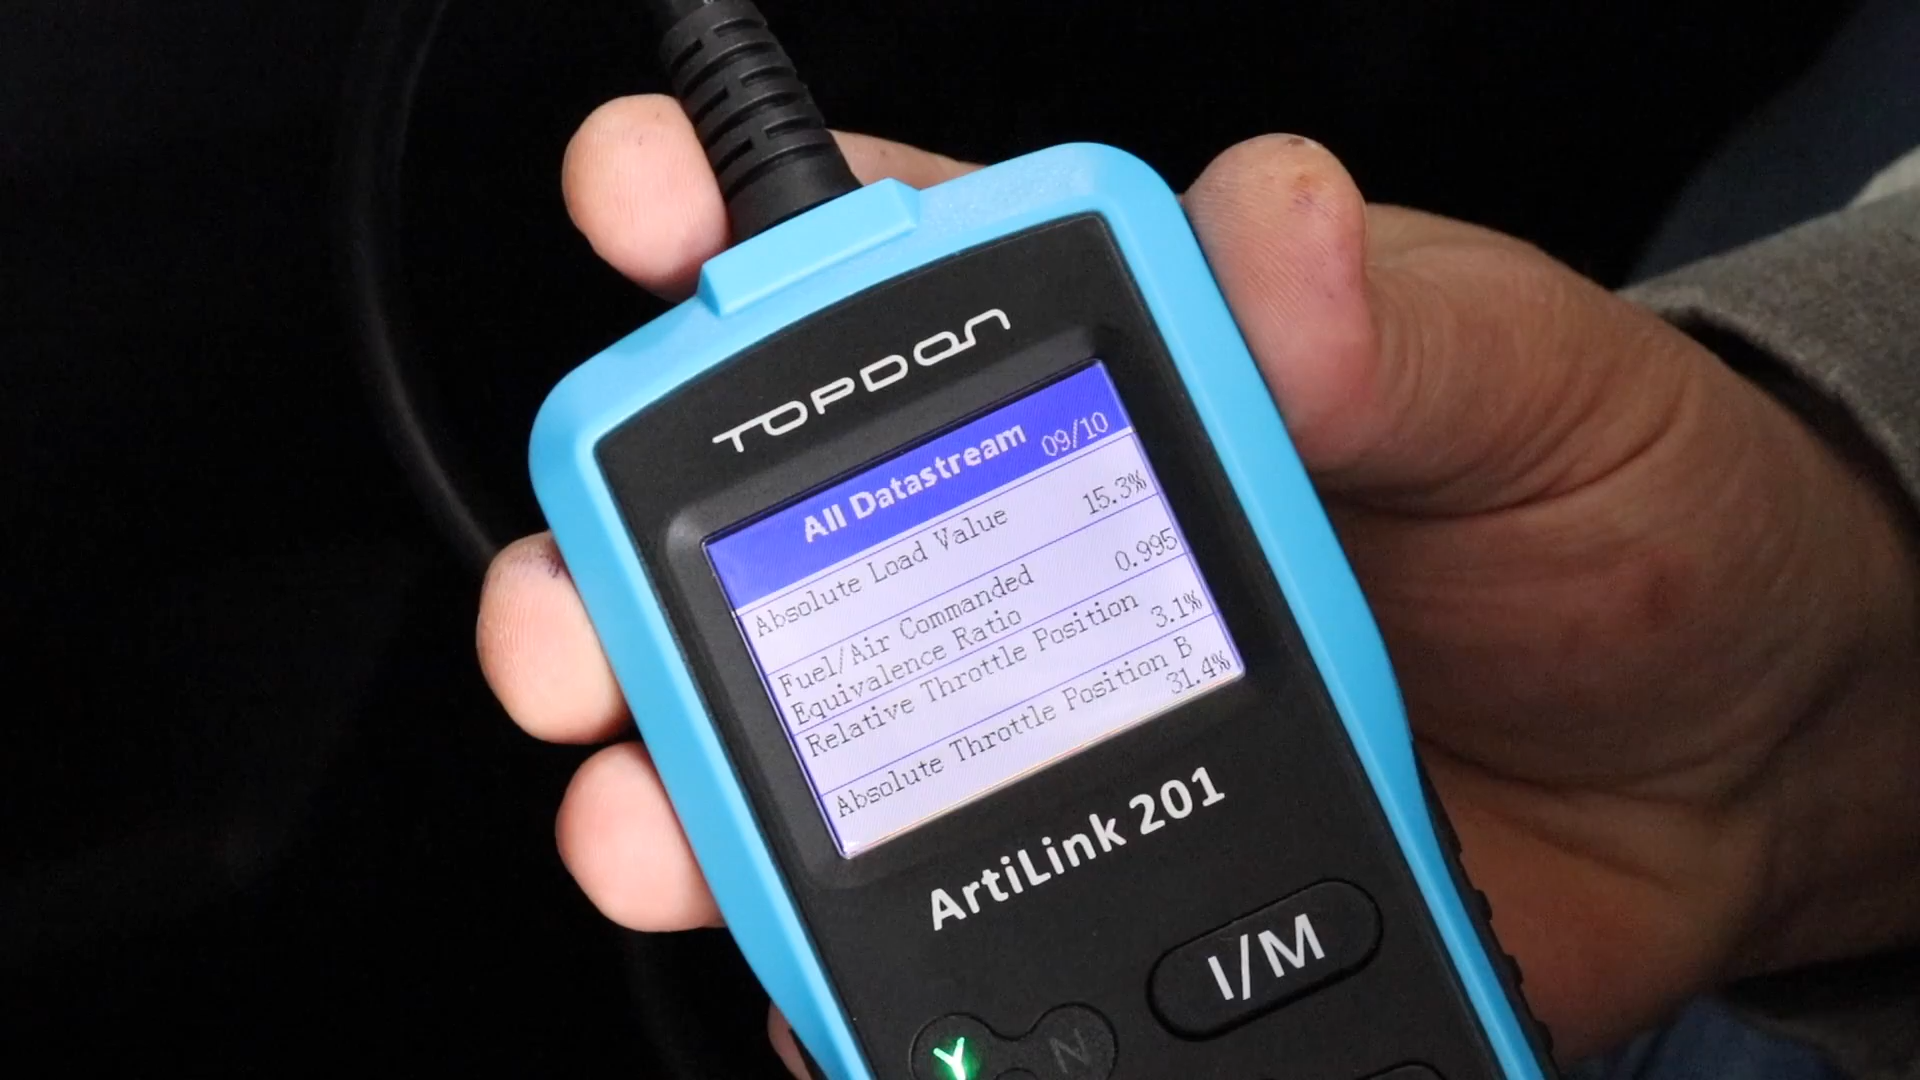 TOPDON
All Datastream 09/10
Absolute Load Value 15.3%
Fuel/Air Commanded 0.995
Equivalence Ratio
Relative Throttle Position 3.1%
Absolute Throttle Position B
31.4%
ArtiLink 201
I/M
Y N